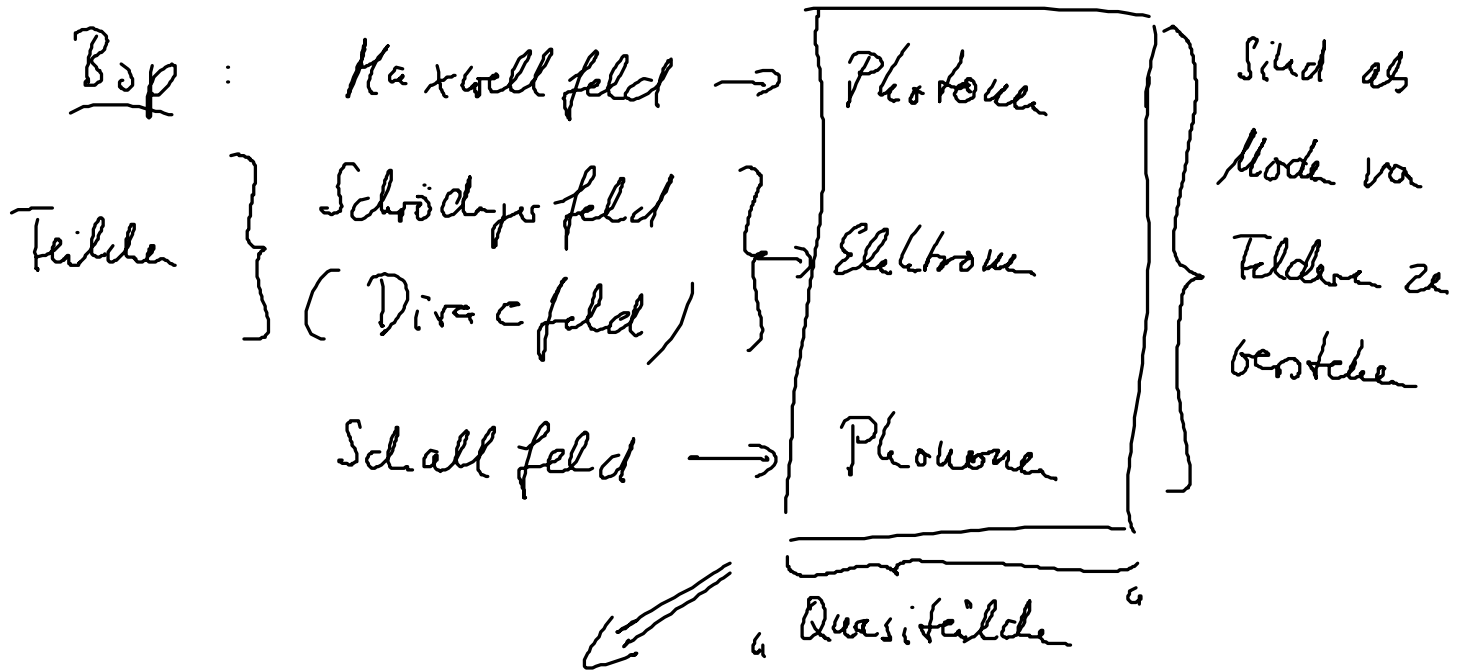 Bsp : Maxwellfeld → Photonen
Teilchen } Schrödingerfeld
(Diracfeld) } → Elektronen
Schallfeld → Phononen
} Sind als
Moden von
Feldern zu
verstehen
„Quasiteilchen“